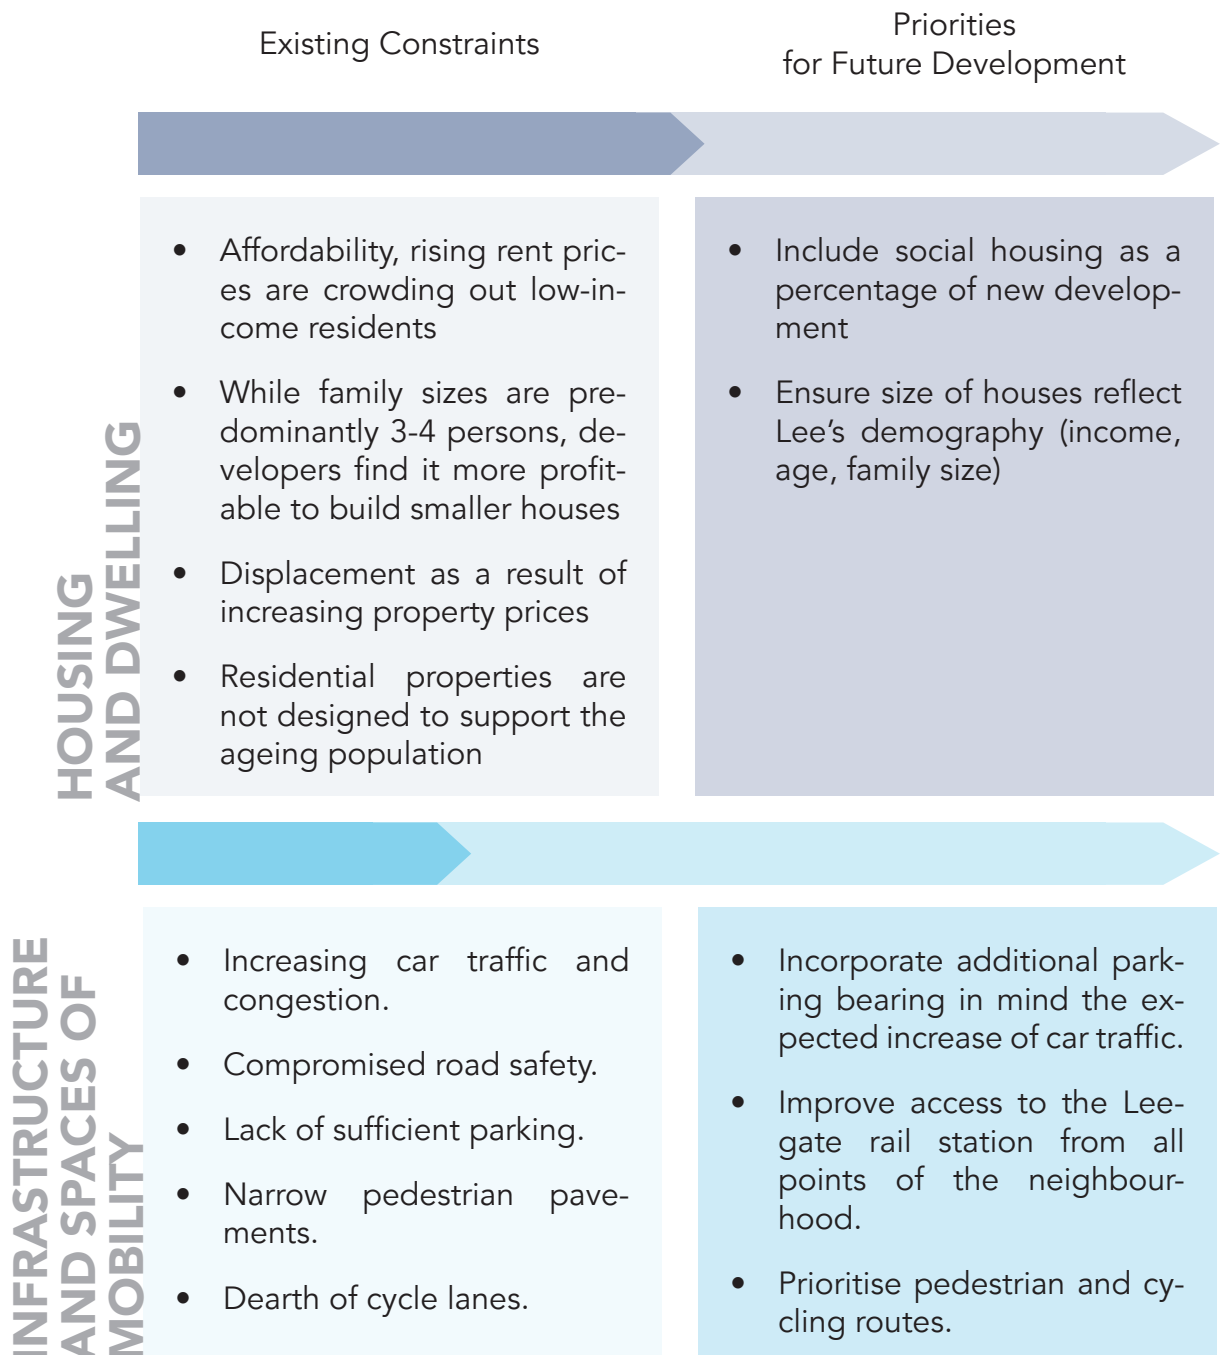 Existing Constraints
Priorities
for Future Development
HOUSING
AND DWELLING
• Affordability, rising rent pric-
es are crowding out low-in-
come residents
• While family sizes are pre-
dominantly 3-4 persons, de-
velopers find it more profit-
able to build smaller houses
• Displacement as a result of
increasing property prices
• Residential properties are
not designed to support the
ageing population
• Include social housing as a
percentage of new develop-
ment
• Ensure size of houses reflect
Lee’s demography (income,
age, family size)
INFRASTRUCTURE
AND SPACES OF
MOBILITY
• Increasing car traffic and
congestion.
• Compromised road safety.
• Lack of sufficient parking.
• Narrow pedestrian pave-
ments.
• Dearth of cycle lanes.
• Incorporate additional park-
ing bearing in mind the ex-
pected increase of car traffic.
• Improve access to the Lee-
gate rail station from all
points of the neighbour-
hood.
• Prioritise pedestrian and cy-
cling routes.